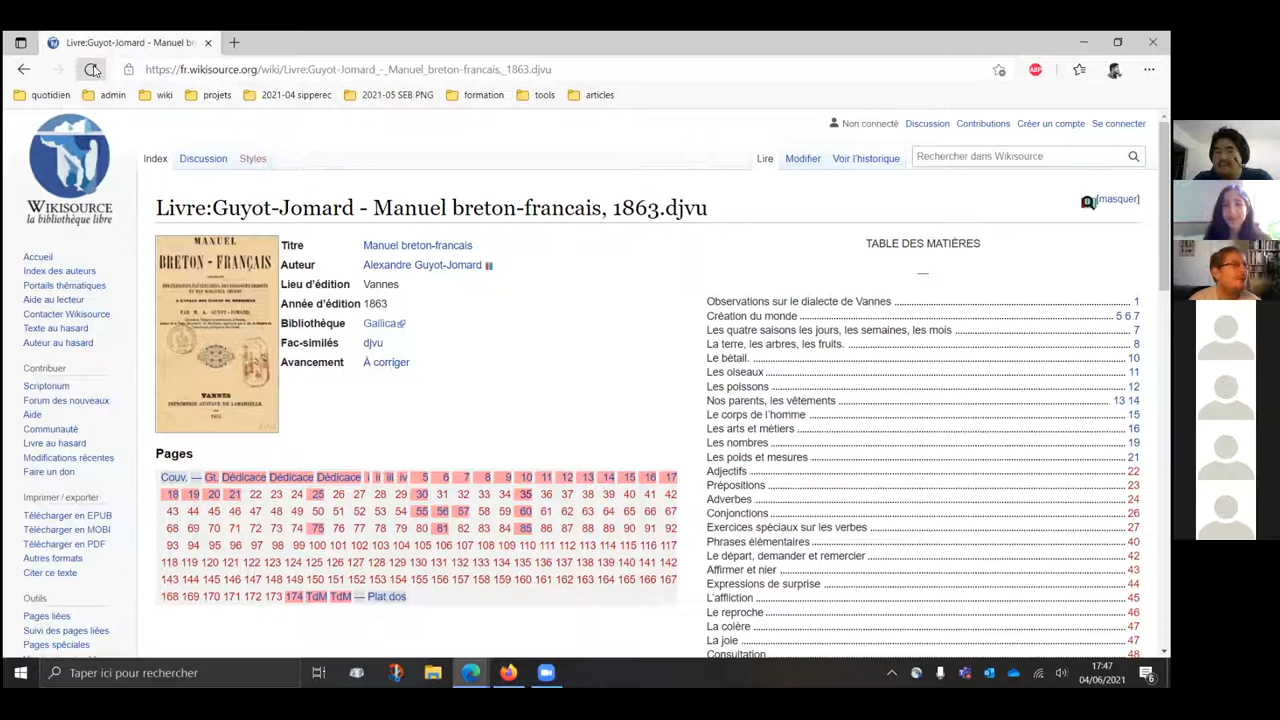 Livre:Guyot-Jomard - Manuel br
https://fr.wikisource.org/wiki/Livre:Guyot-Jomard_-_Manuel_breton-francais,_1863.djvu
ABP
quotidien admin wiki projets 2021-04 sipperec 2021-05 SEB PNG formation tools articles
Non connecté Discussion Contributions Créer un compte Se connecter
Index Discussion Styles Lire Modifier Voir l'historique Rechercher dans Wikisource
WIKISOURCE
la bibliothèque libre
Accueil
Index des auteurs
Portails thématiques
Aide au lecteur
Contacter Wikisource
Texte au hasard
Auteur au hasard
Contribuer
Scriptorium
Forum des nouveaux
Aide
Communauté
Livre au hasard
Modifications récentes
Faire un don
Imprimer / exporter
Télécharger en EPUB
Télécharger en MOBI
Télécharger en PDF
Autres formats
Citer ce texte
Outils
Pages liées
Suivi des pages liées
Pages spéciales
Livre:Guyot-Jomard - Manuel breton-francais, 1863.djvu
[masquer]
MANUEL
BRETON - FRANÇAIS
PAR M. A. GUYOT-JOMARD
VANNES
IMPRIMERIE GUSTAVE DE LAMARZELLE
Titre Manuel breton-francais
Auteur Alexandre Guyot-Jomard
Lieu d'édition Vannes
Année d'édition 1863
Bibliothèque Gallica
Fac-similés djvu
Avancement À corriger
Pages
Couv. — Gt. Dédicace Dédicace Dédicace i ii iii iv 5 6 7 8 9 10 11 12 13 14 15 16 17
18 19 20 21 22 23 24 25 26 27 28 29 30 31 32 33 34 35 36 37 38 39 40 41 42
43 44 45 46 47 48 49 50 51 52 53 54 55 56 57 58 59 60 61 62 63 64 65 66 67
68 69 70 71 72 73 74 75 76 77 78 79 80 81 82 83 84 85 86 87 88 89 90 91 92
93 94 95 96 97 98 99 100 101 102 103 104 105 106 107 108 109 110 111 112 113 114 115 116 117
118 119 120 121 122 123 124 125 126 127 128 129 130 131 132 133 134 135 136 137 138 139 140 141 142
143 144 145 146 147 148 149 150 151 152 153 154 155 156 157 158 159 160 161 162 163 164 165 166 167
168 169 170 171 172 173 174 TdM TdM — Plat dos
TABLE DES MATIÈRES
—
Observations sur le dialecte de Vannes 1
Création du monde 5 6 7
Les quatre saisons les jours, les semaines, les mois 7
La terre, les arbres, les fruits. 8
Le bétail. 10
Les oiseaux 11
Les poissons 12
Nos parents, les vêtements 13 14
Le corps de l'homme 15
Les arts et métiers 16
Les nombres 19
Les poids et mesures 21
Adjectifs 22
Prépositions 23
Adverbes 24
Conjonctions 26
Exercices spéciaux sur les verbes 27
Phrases élémentaires 40
Le départ, demander et remercier 42
Affirmer et nier 43
Expressions de surprise 44
L'affliction 45
Le reproche 46
La colère 47
La joie 47
Consultation 48
Taper ici pour rechercher
17:47
04/06/2021
6